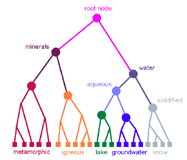 root node
minerals
water
aqueous
solidified
metamorphic
igneous
lake
groundwater
snow